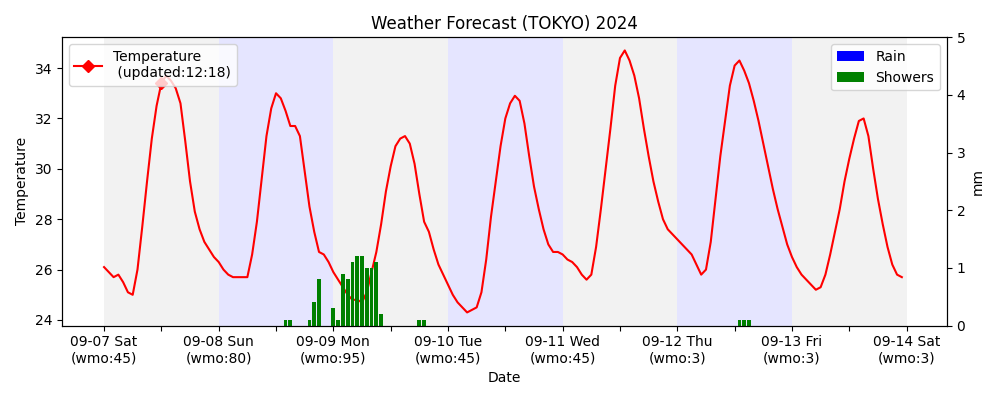 Weather Forecast (TOKYO) 2024
Temperature
(updated:12:18)
Rain
Showers
Temperature
34
32
30
28
26
24
5
4
3
2
1
0
mm
09-07 Sat
(wmo:45)
09-08 Sun
(wmo:80)
09-09 Mon
(wmo:95)
09-10 Tue
(wmo:45)
09-11 Wed
(wmo:45)
09-12 Thu
(wmo:3)
09-13 Fri
(wmo:3)
09-14 Sat
(wmo:3)
Date